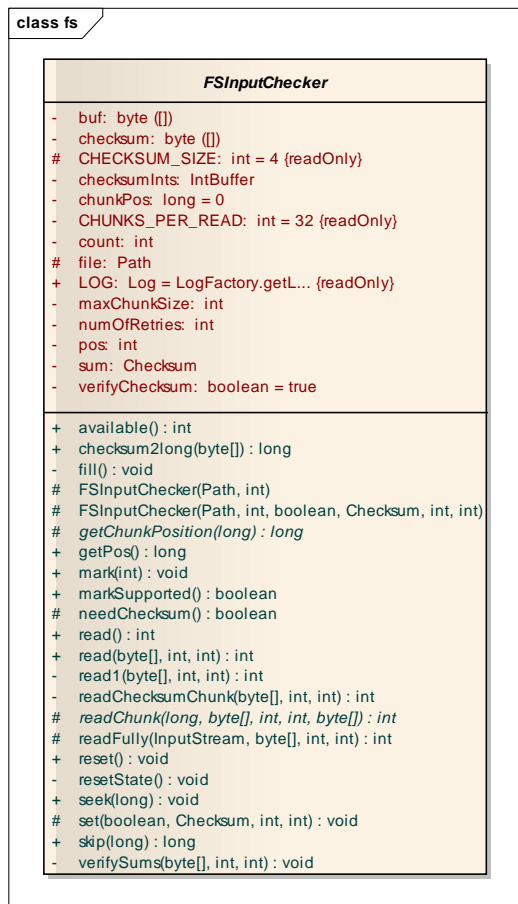 class fs
FSInputChecker
- buf: byte ([])
- checksum: byte ([])
# CHECKSUM_SIZE: int = 4 {readOnly}
- checksumInts: IntBuffer
- chunkPos: long = 0
- CHUNKS_PER_READ: int = 32 {readOnly}
- count: int
# file: Path
+ LOG: Log = LogFactory.getL... {readOnly}
- maxChunkSize: int
- numOfRetries: int
- pos: int
- sum: Checksum
- verifyChecksum: boolean = true
+ available() : int
+ checksum2long(byte[]) : long
- fill() : void
# FSInputChecker(Path, int)
# FSInputChecker(Path, int, boolean, Checksum, int, int)
# getChunkPosition(long) : long
+ getPos() : long
+ mark(int) : void
+ markSupported() : boolean
# needChecksum() : boolean
+ read() : int
+ read(byte[], int, int) : int
- read1(byte[], int, int) : int
- readChecksumChunk(byte[], int, int) : int
# readChunk(long, byte[], int, int, byte[]) : int
# readFully(InputStream, byte[], int, int) : int
+ reset() : void
- resetState() : void
+ seek(long) : void
# set(boolean, Checksum, int, int) : void
+ skip(long) : long
- verifySums(byte[], int, int) : void